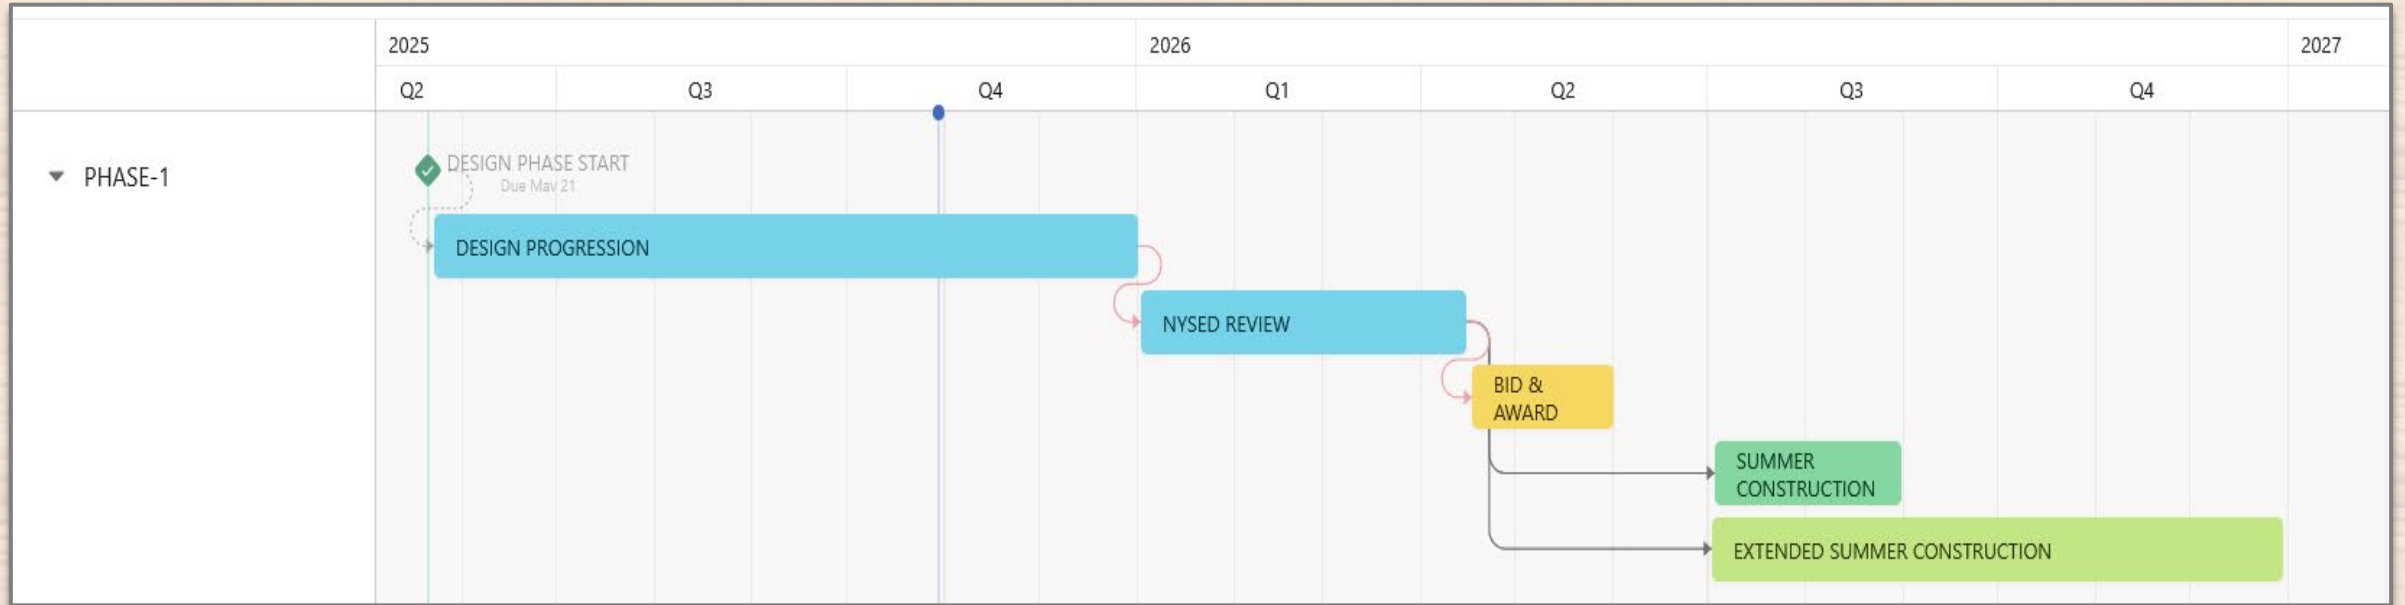 2025
2026
2027
Q2
Q3
Q4
Q1
Q2
Q3
Q4
PHASE-1
DESIGN PHASE START
Due May 21
DESIGN PROGRESSION
NYSED REVIEW
BID &
AWARD
SUMMER
CONSTRUCTION
EXTENDED SUMMER CONSTRUCTION